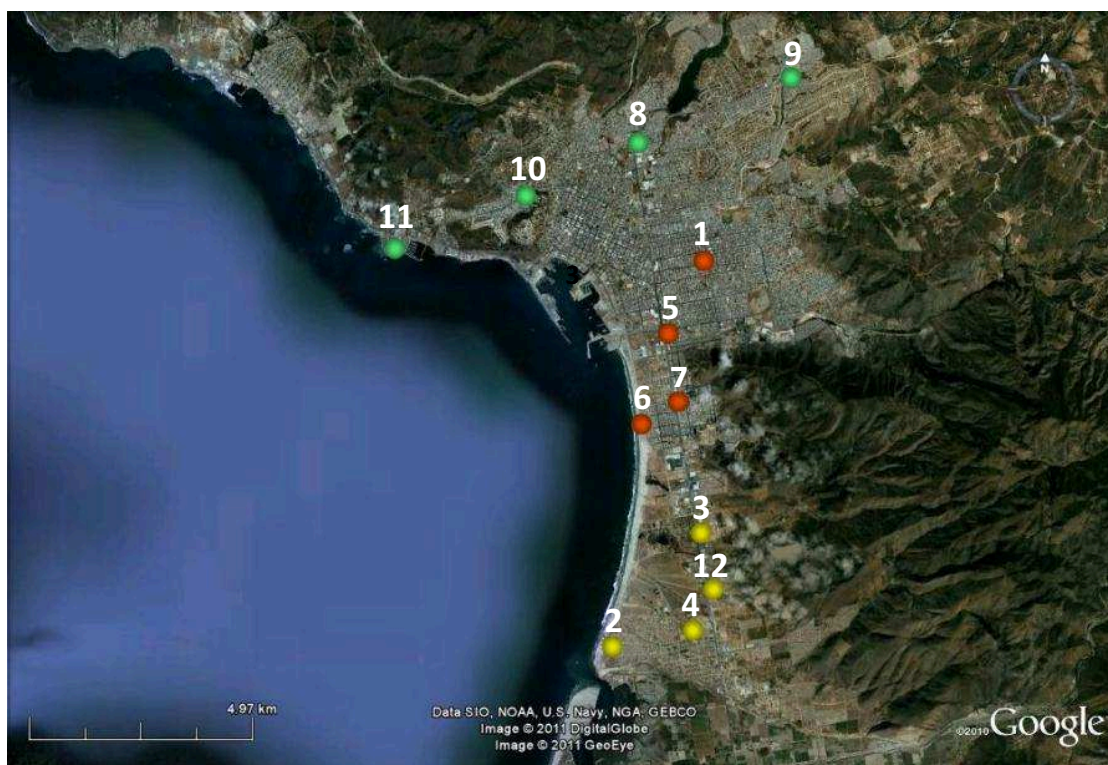 9
N
8
10
11
1
5
7
6
3
12
4
2
4.97 km
Data SIO, NOAA, U.S. Navy, NGA, GEBCO
Image © 2011 DigitalGlobe
Image © 2011 GeoEye
©2010 Google